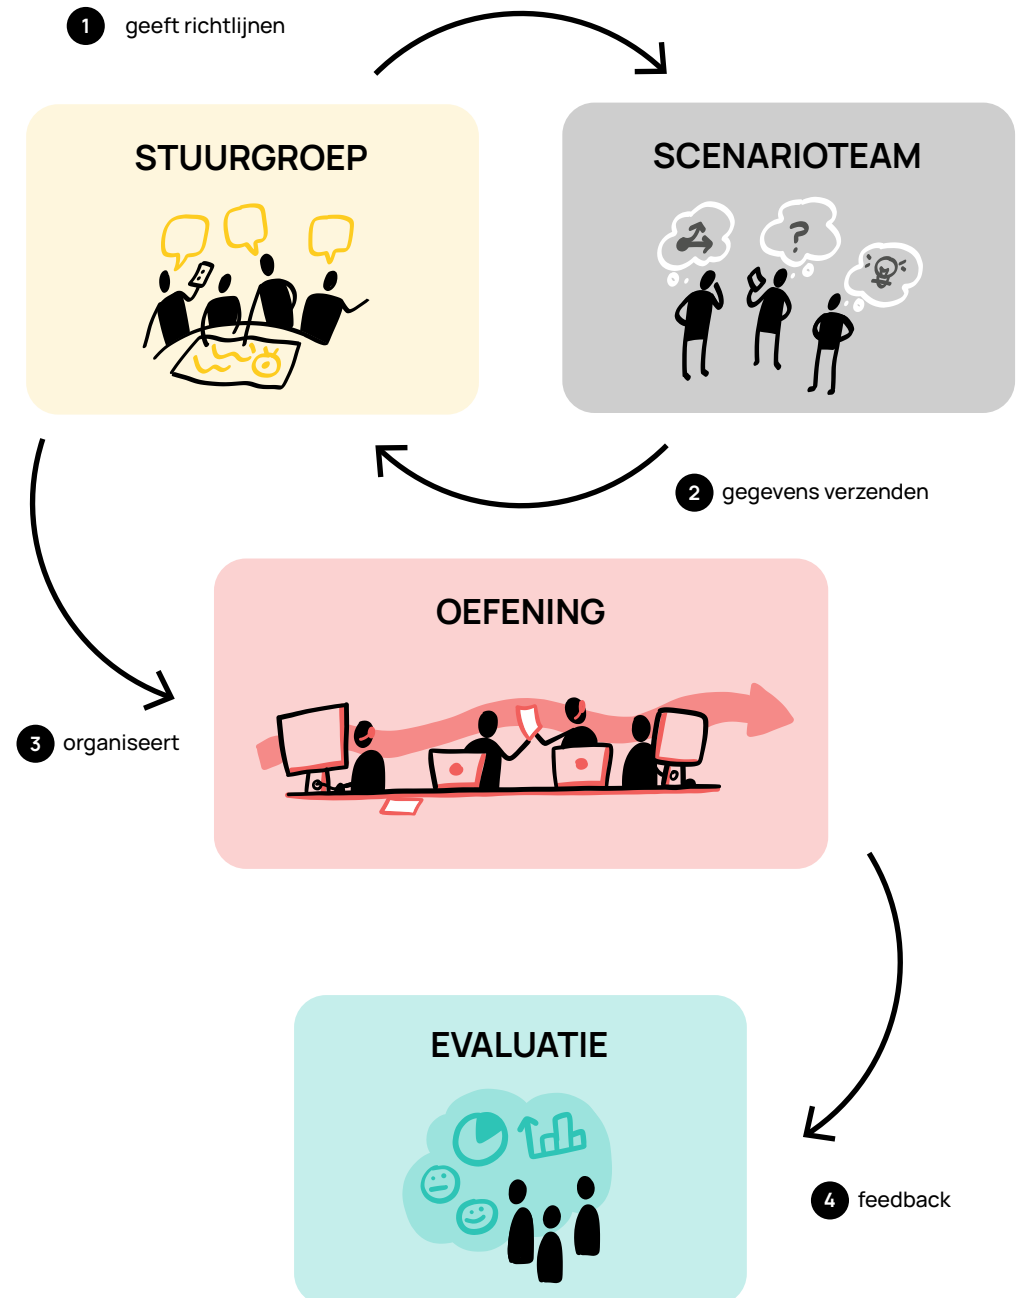 1 geeft richtlijnen
STUURGROEP
SCENARIOTEAM
?
2 gegevens verzenden
OEFENING
3 organiseert
EVALUATIE
4 feedback